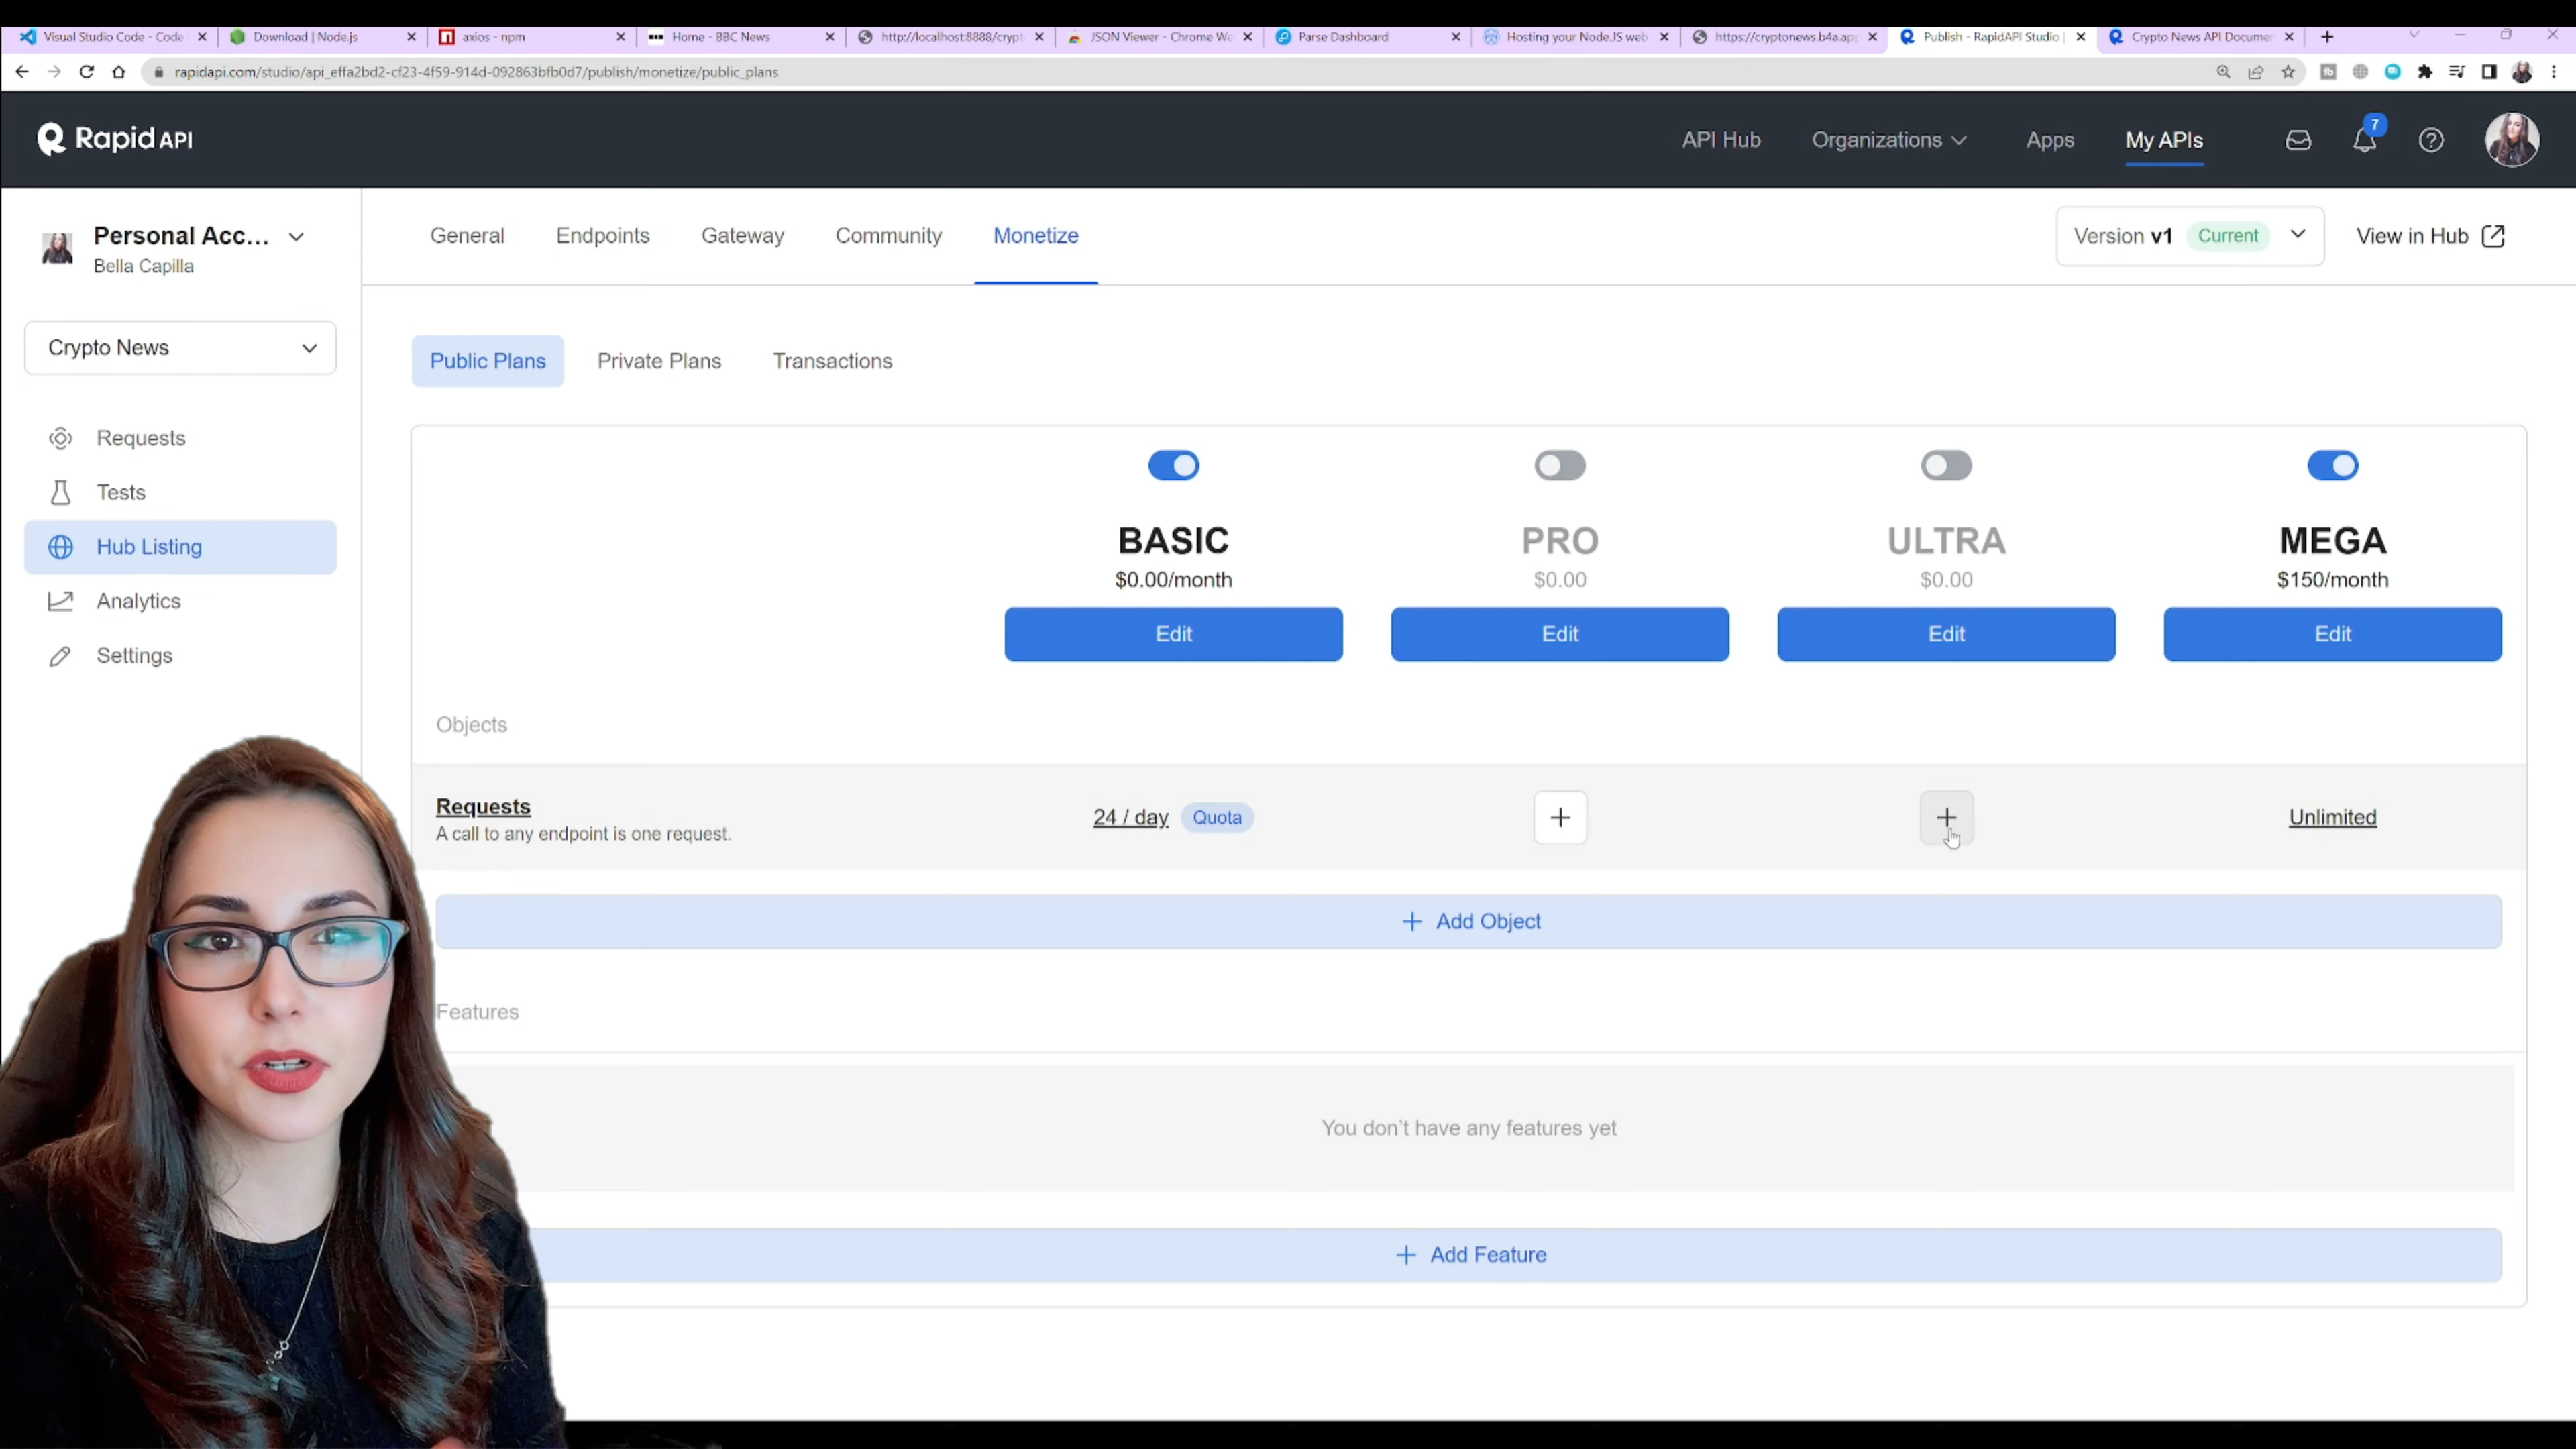 Visual Studio Code - Code
Download | Node.js
axios - npm
Home - BBC News
http://localhost:8888/crypt
JSON Viewer - Chrome We
Parse Dashboard
Hosting your Node.JS web
https://cryptonews.b4a.app
Publish - RapidAPI Studio |
Crypto News API Documen
rapidapi.com/studio/api_effa2bd2-cf23-4f59-914d-092863bfb0d7/publish/monetize/public_plans
Rapid API
API Hub
Organizations
Apps
My APIs
7
Personal Acc...
Bella Capilla
General
Endpoints
Gateway
Community
Monetize
Version v1 Current
View in Hub
Crypto News
Public Plans
Private Plans
Transactions
Requests
Tests
Hub Listing
Analytics
Settings
BASIC
$0.00/month
Edit
PRO
$0.00
Edit
ULTRA
$0.00
Edit
MEGA
$150/month
Edit
Objects
Requests
A call to any endpoint is one request.
24 / day Quota
+
+
Unlimited
+ Add Object
Features
You don't have any features yet
+ Add Feature